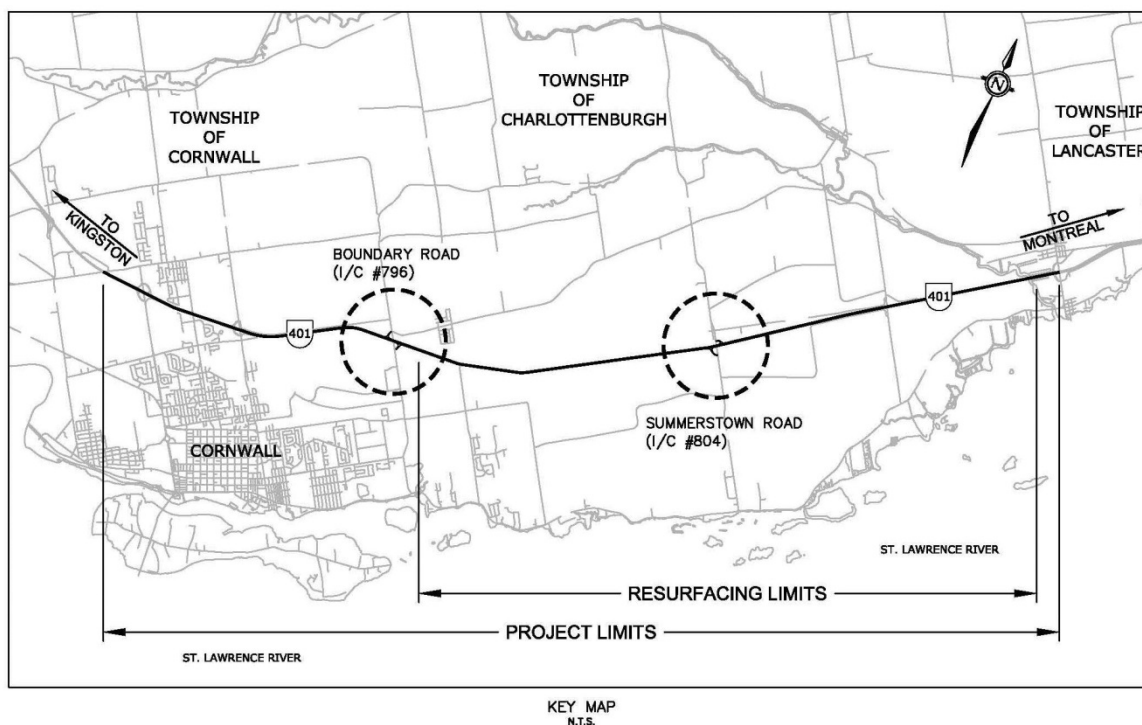 TOWNSHIP
OF
CORNWALL
TOWNSHIP
OF
CHARLOTTENBURGH
N
TOWNSHIP
OF
LANCASTER
TO
KINGSTON
BOUNDARY ROAD
(I/C #796)
TO
MONTREAL
401
401
SUMMERSTOWN ROAD
(I/C #804)
CORNWALL
ST. LAWRENCE RIVER
RESURFACING LIMITS
PROJECT LIMITS
ST. LAWRENCE RIVER
KEY MAP
N.T.S.